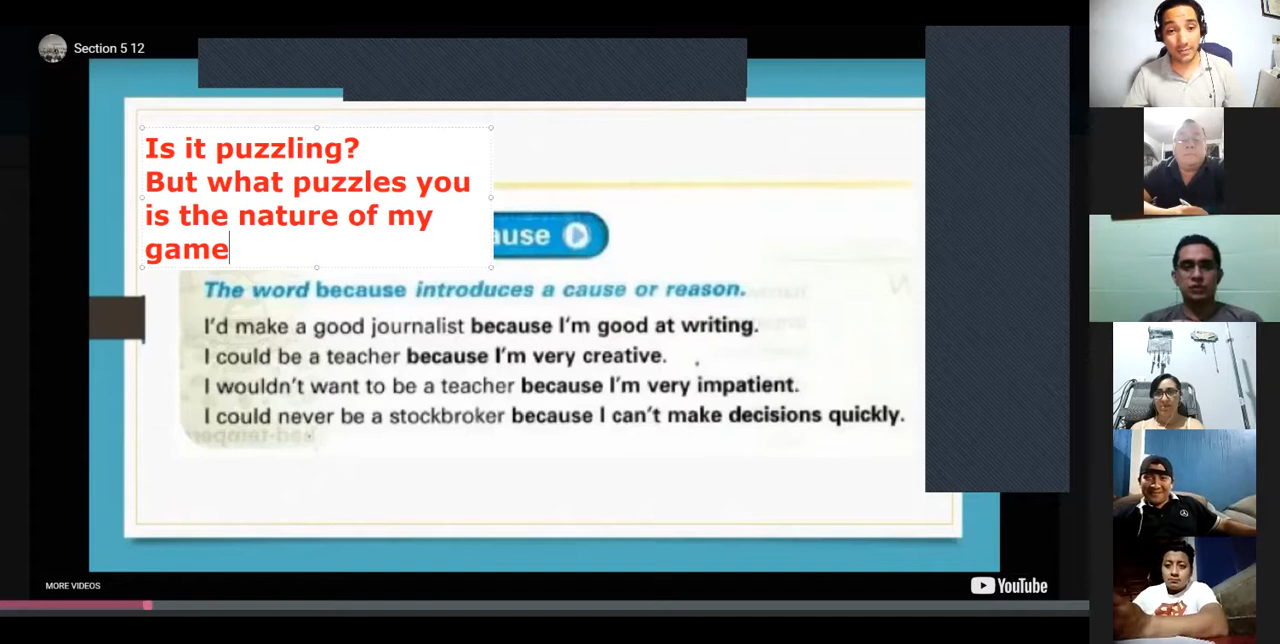 Section 5 12
Is it puzzling?
But what puzzles you
is the nature of my
game
ause
The word because introduces a cause or reason.
I'd make a good journalist because I'm good at writing.
I could be a teacher because I'm very creative.
I wouldn't want to be a teacher because I'm very impatient.
I could never be a stockbroker because I can't make decisions quickly.
MORE VIDEOS
YouTube